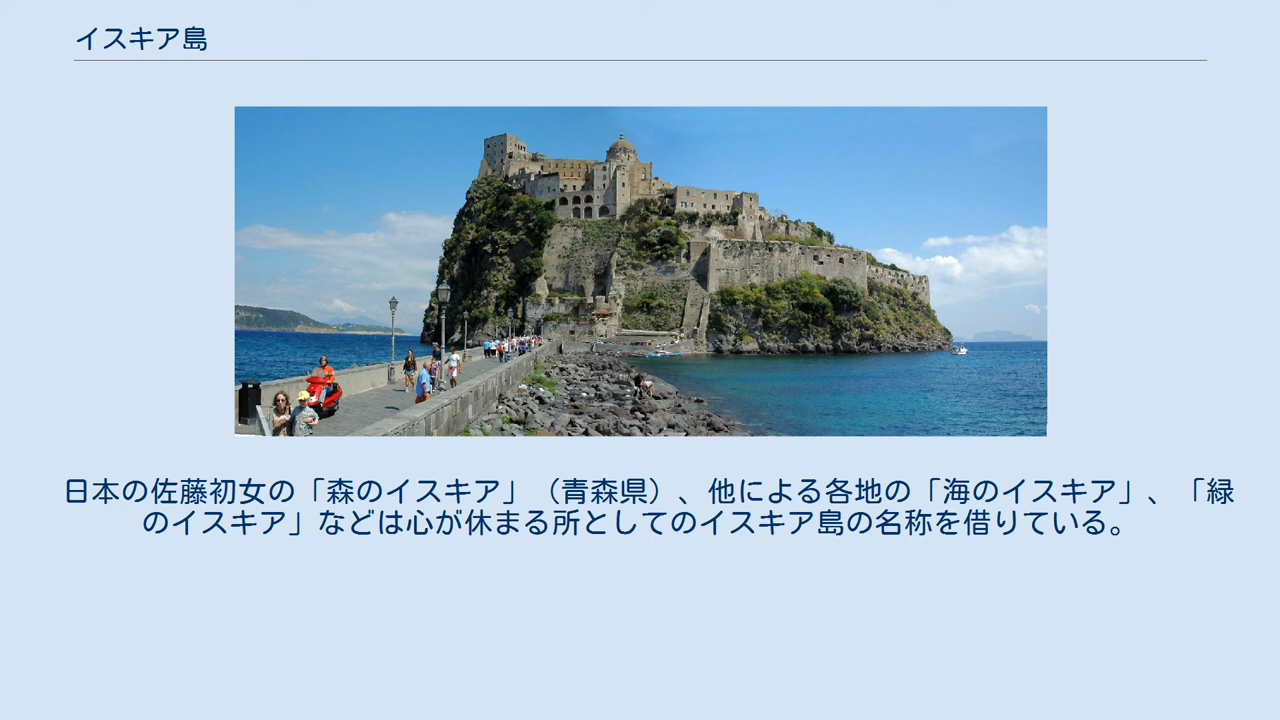 イスキア島
日本の佐藤初女の「森のイスキア」（青森県）、他による各地の「海のイスキア」、「緑
のイスキア」などは心が休まる所としてのイスキア島の名称を借りている。